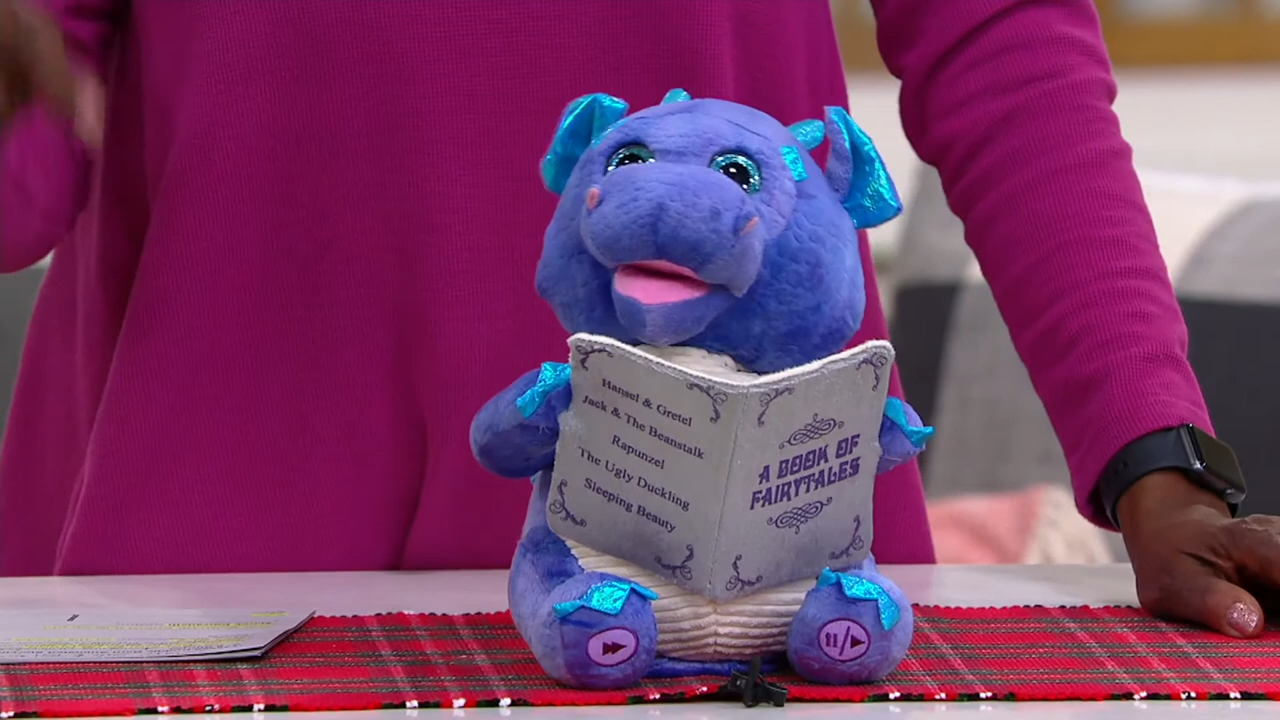 Hansel & Gretel
Jack & The Beanstalk
Rapunzel
The Ugly Duckling
Sleeping Beauty
A BOOK OF
FAIRYTALES